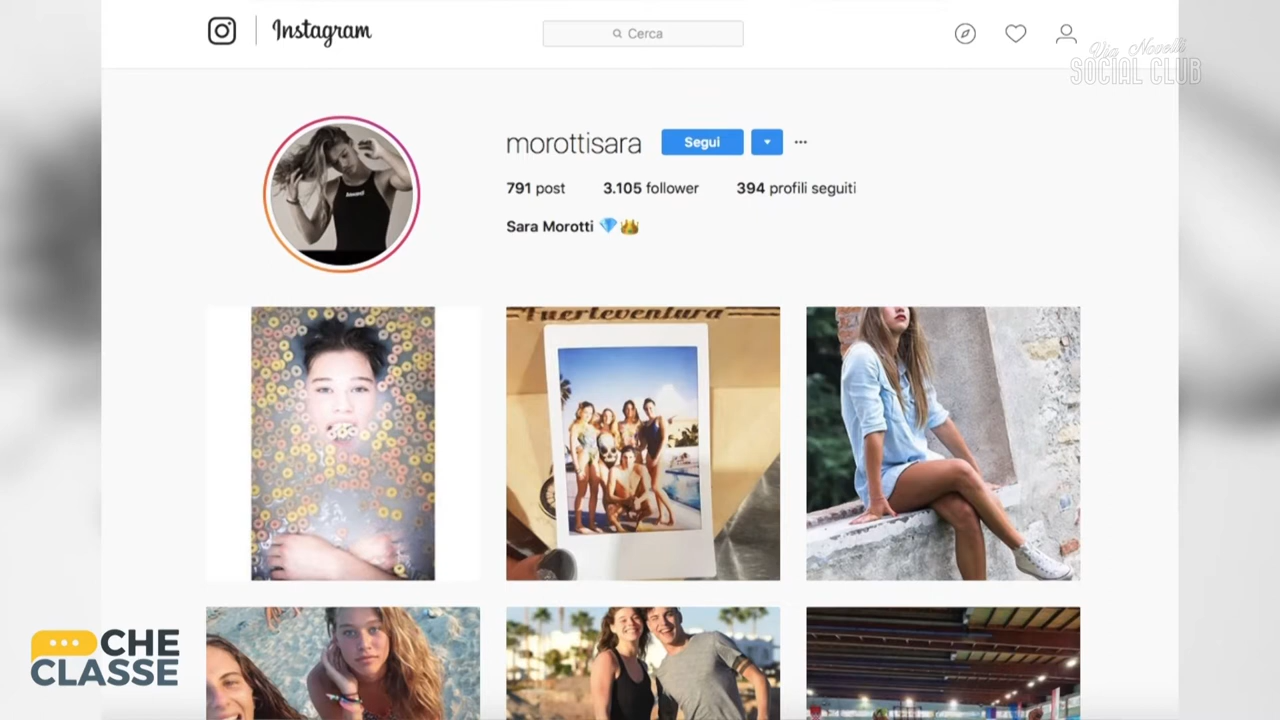 Instagram
Cerca
Via Novelli
SOCIAL CLUB
morottisara
Segui
791 post 3.105 follower 394 profili seguiti
Sara Morotti
Fuerteventura
CHE
CLASSE